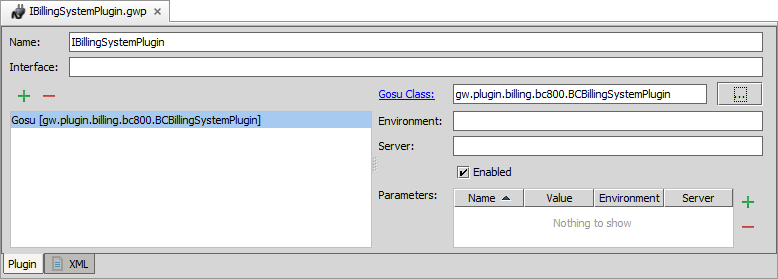 IBillingSystemPlugin.gwp
Name: IBillingSystemPlugin
Interface:
Gosu Class: gw.plugin.billing.bc800.BCBillingSystemPlugin ...
Gosu [gw.plugin.billing.bc800.BCBillingSystemPlugin]
Environment:
Server:
Enabled
Parameters: Name Value Environment Server
Nothing to show
Plugin XML